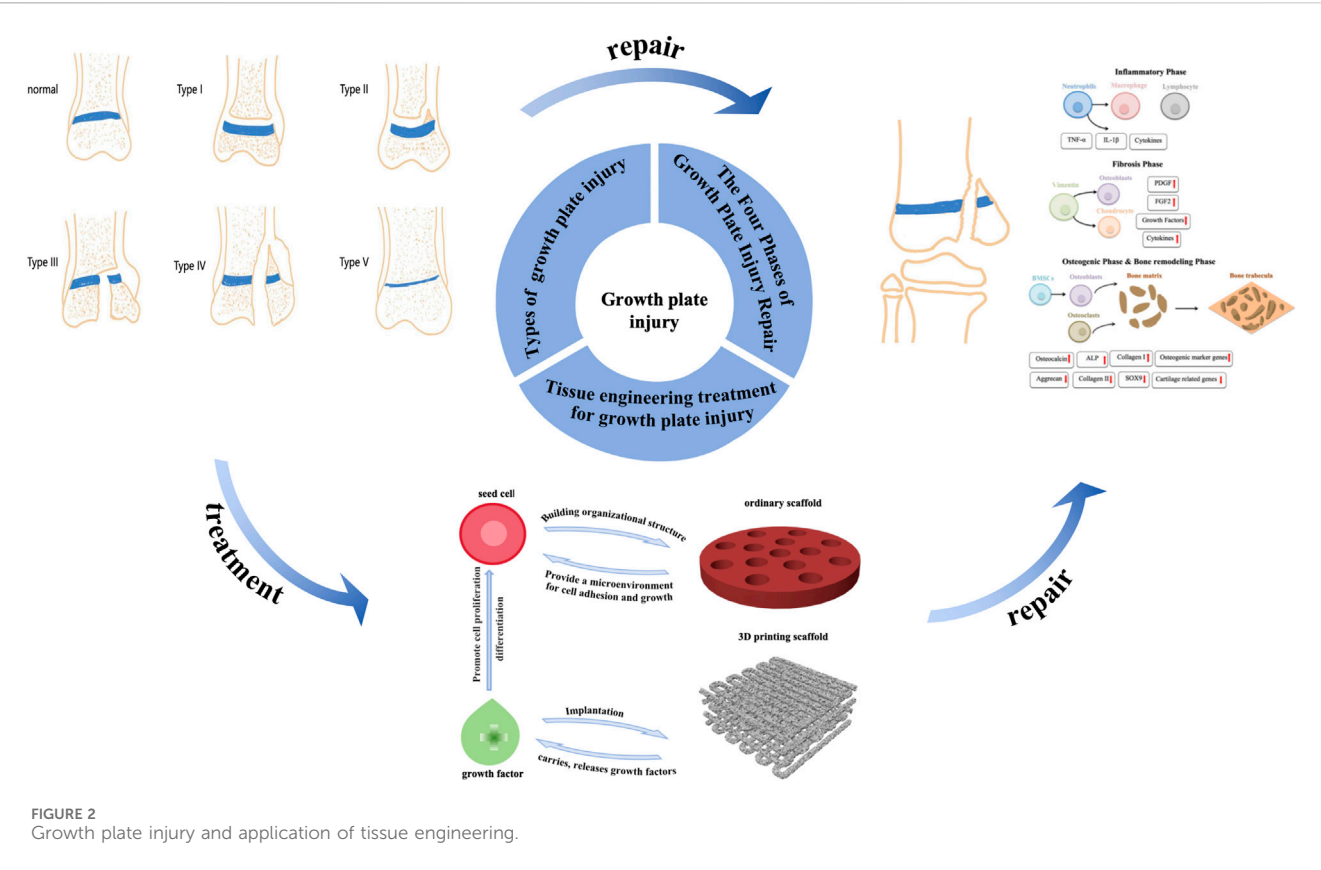 repair
normal
Type I
Type II
Type III
Type IV
Type V
Types of growth plate injury
The Four Phases of
Growth Plate Injury Repair
Growth plate
injury
Tissue engineering treatment
for growth plate injury
Inflammatory Phase
Neutrophils
Macrophage
Lymphocyte
TNF-α
IL-1β
Cytokines
Fibrosis Phase
Vimentin
Osteoblasts
Chondrocyte
PDGF
FGF2
Growth Factors
Cytokines
Osteogenic Phase & Bone remodeling Phase
BMSCs
Osteoblasts
Osteoclasts
Bone matrix
Bone trabecula
Osteocalcin
ALP
Collagen I
Osteogenic marker genes
Aggrecan
Collagen II
SOX9
Cartilage related genes
treatment
seed cell
Building organizational structure
Provide a microenvironment
for cell adhesion and growth
ordinary scaffold
Promote cell proliferation
differentiation
3D printing scaffold
Implantation
carries, releases growth factors
growth factor
repair
FIGURE 2
Growth plate injury and application of tissue engineering.